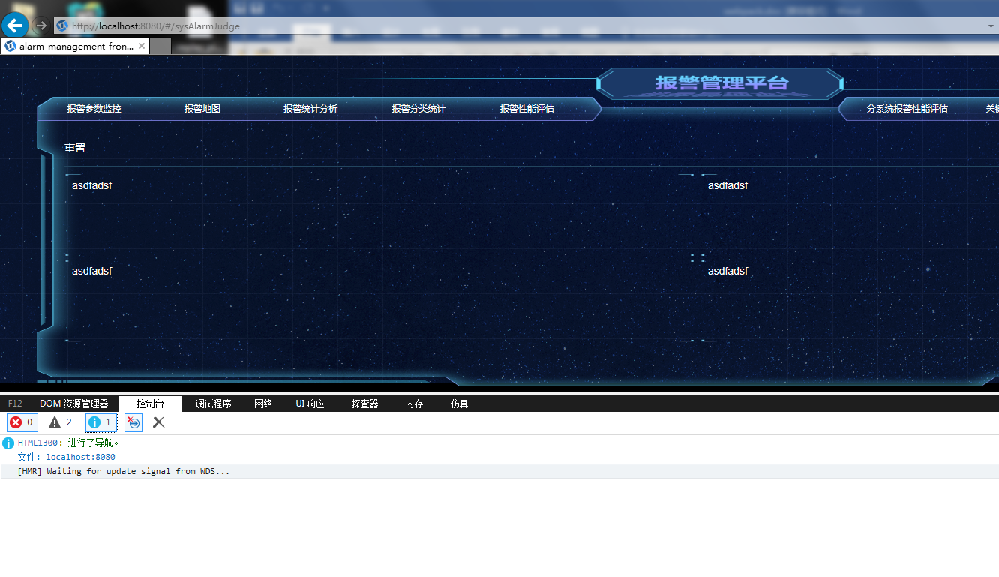 http://localhost:8080/#/sysAlarmJudge
alarm-management-fron...
报警管理平台
报警参数监控 报警地图 报警统计分析 报警分类统计 报警性能评估 分系统报警性能评估
重置
asdfadsf asdfadsf
asdfadsf asdfadsf
F12 DOM 资源管理器 控制台 调试程序 网络 UI 响应 探查器 内存 仿真
0 2 1
HTML1300: 进行了导航。
文件: localhost:8080
[HMR] Waiting for update signal from WDS...